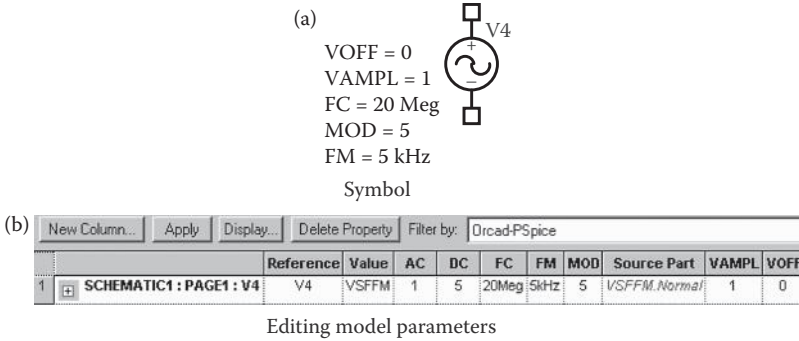 (a)
V4
+
–
VOFF = 0
VAMPL = 1
FC = 20 Meg
MOD = 5
FM = 5 kHz
Symbol
(b)
New Column... Apply Display... Delete Property Filter by: Orcad-PSpice
Reference Value AC DC FC FM MOD Source Part VAMPL VOFF
1 + SCHEMATIC1 : PAGE1 : V4 V4 VSFFM 1 5 20Meg 5kHz 5 VSFFM.Normal 1 0
Editing model parameters